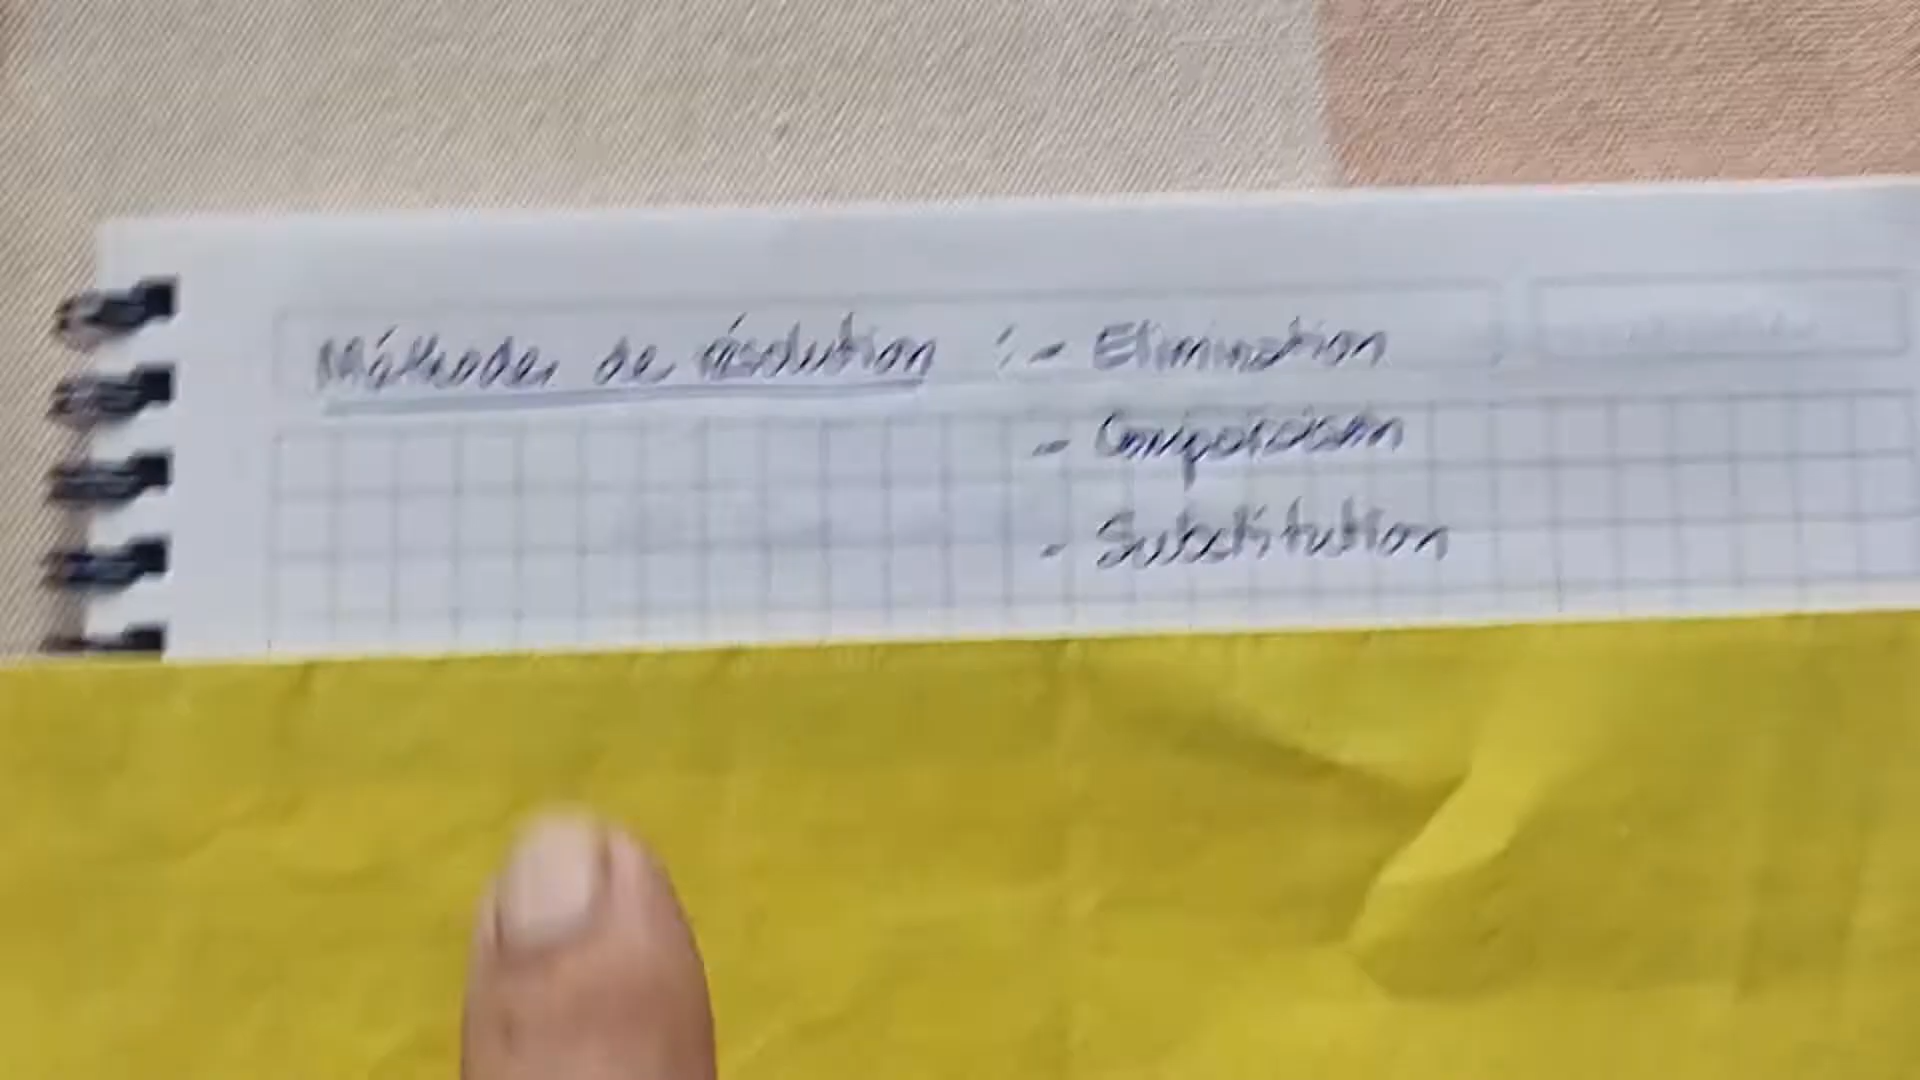 Méthodes de résolution : - Elimination
- Comparaison
- Substitution